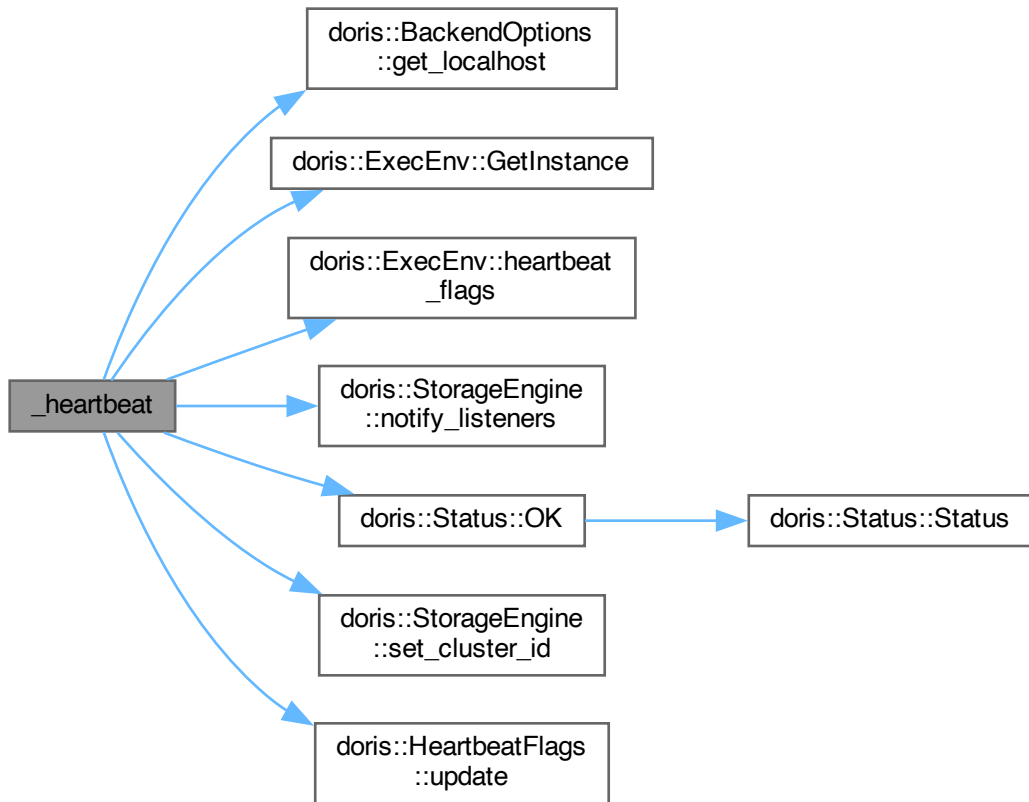 doris::BackendOptions
::get_localhost
doris::ExecEnv::GetInstance
doris::ExecEnv::heartbeat
_flags
_heartbeat
doris::StorageEngine
::notify_listeners
doris::Status::OK
doris::Status::Status
doris::StorageEngine
::set_cluster_id
doris::HeartbeatFlags
::update